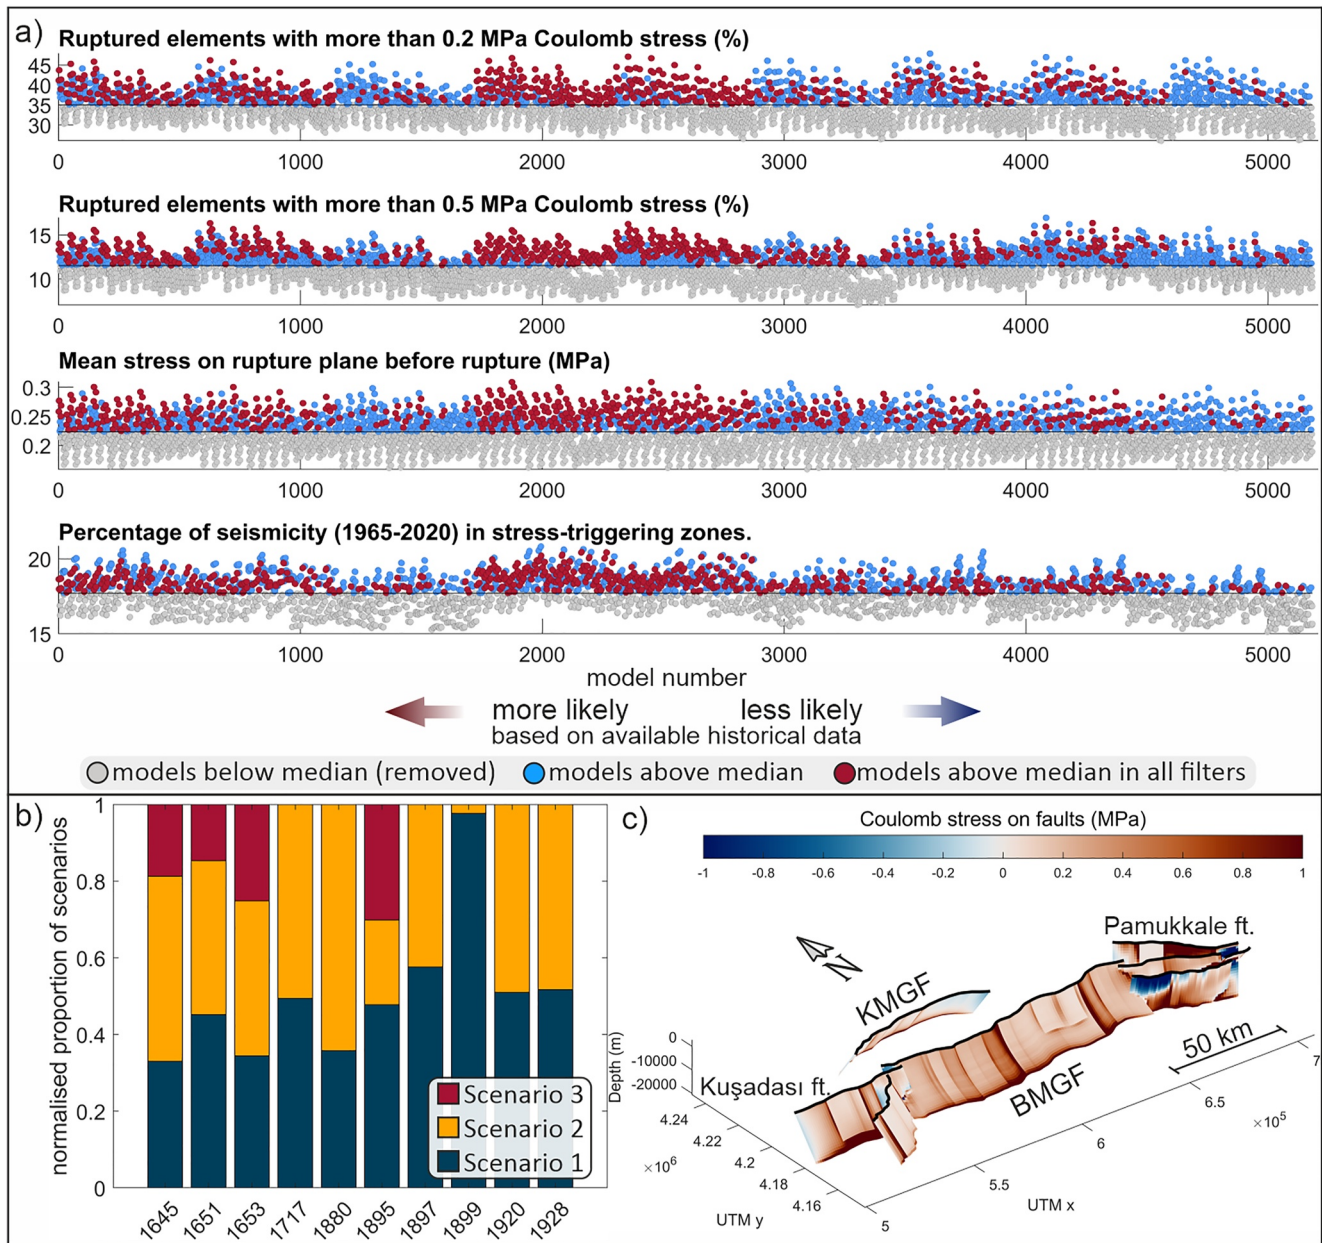 a)
Ruptured elements with more than 0.2 MPa Coulomb stress (%)
45
40
35
30
0 1000 2000 3000 4000 5000
Ruptured elements with more than 0.5 MPa Coulomb stress (%)
15
10
0 1000 2000 3000 4000 5000
Mean stress on rupture plane before rupture (MPa)
0.3
0.25
0.2
0 1000 2000 3000 4000 5000
Percentage of seismicity (1965-2020) in stress-triggering zones.
20
15
0 1000 2000 3000 4000 5000
model number
more likely less likely
based on available historical data
models below median (removed) models above median models above median in all filters
b)
normalised proportion of scenarios
1
0.8
0.6
0.4
0.2
0
Scenario 3
Scenario 2
Scenario 1
1645 1651 1653 1717 1880 1895 1897 1899 1920 1928
c)
Coulomb stress on faults (MPa)
-1 -0.8 -0.6 -0.4 -0.2 0 0.2 0.4 0.6 0.8 1
Pamukkale ft.
N
KMGF
50 km
BMGF
Kuşadası ft.
Depth (m)
0
-10000
-20000
4.24
4.22
4.2
4.18
4.16
×10⁶
UTM y
5
5.5
6
6.5
7
×10⁵
UTM x